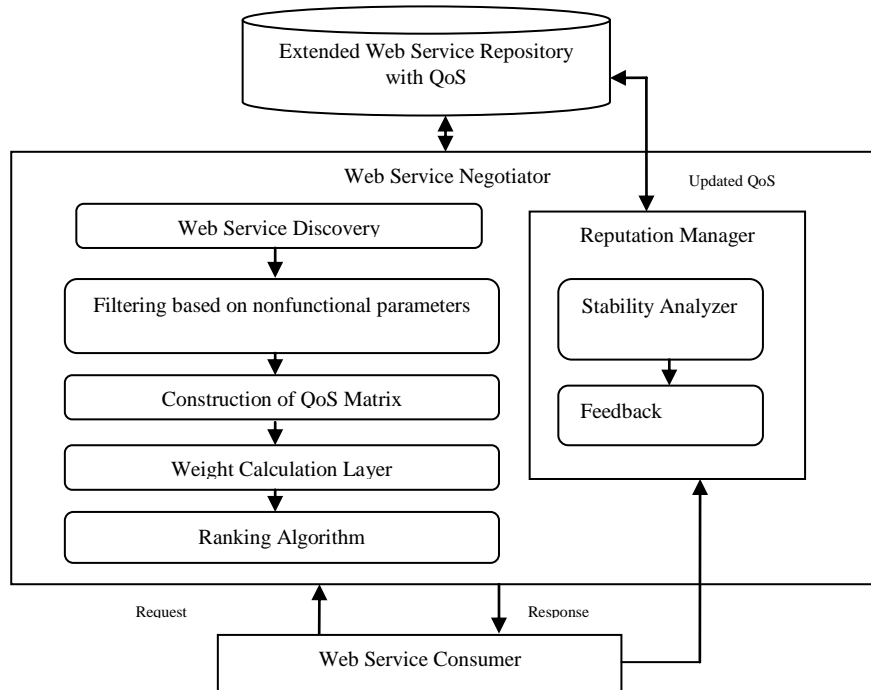 Extended Web Service Repository
with QoS
Web Service Negotiator
Updated QoS
Web Service Discovery
Reputation Manager
Filtering based on nonfunctional parameters
Stability Analyzer
Construction of QoS Matrix
Feedback
Weight Calculation Layer
Ranking Algorithm
Request
Response
Web Service Consumer